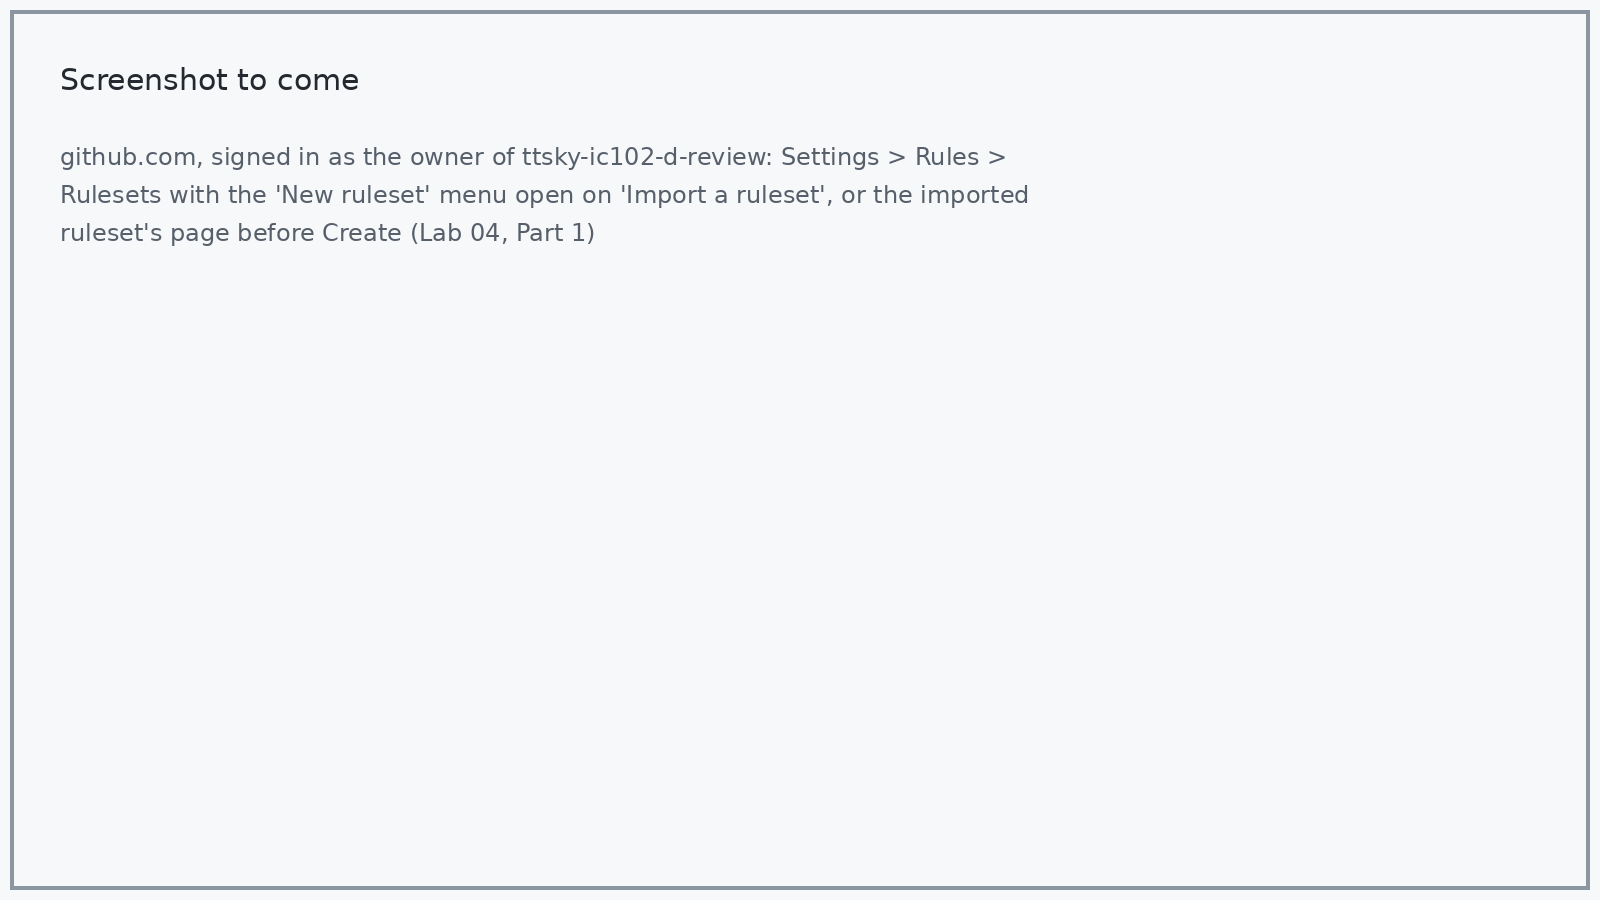 Screenshot to come
github.com, signed in as the owner of ttsky-ic102-d-review: Settings > Rules >
Rulesets with the 'New ruleset' menu open on 'Import a ruleset', or the imported
ruleset's page before Create (Lab 04, Part 1)